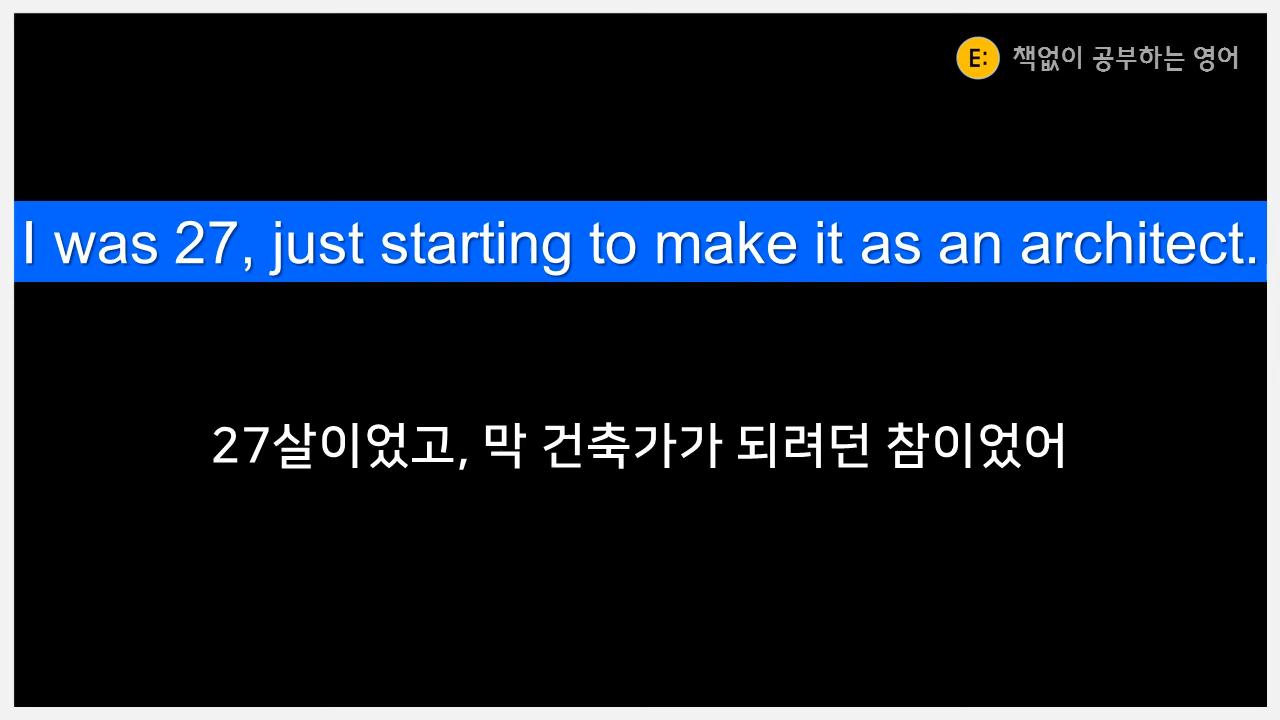 E: 책없이 공부하는 영어
I was 27, just starting to make it as an architect.
27살이었고, 막 건축가가 되려던 참이었어